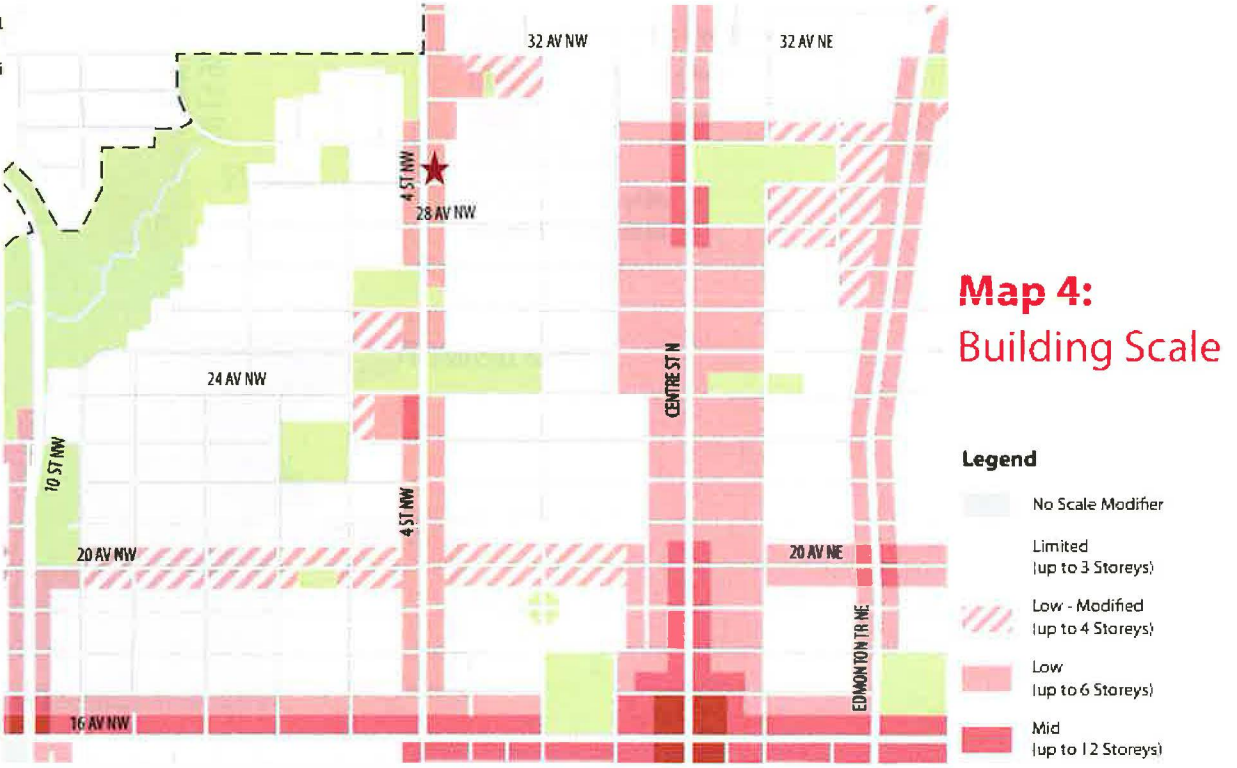 32 AV NW
32 AV NE
4 ST NW
28 AV NW
Map 4:
Building Scale
CENTRE ST N
24 AV NW
10 ST NW
Legend
No Scale Modifier
4 ST NW
20 AV NW
20 AV NE
Limited
(up to 3 Storeys)
Low - Modified
(up to 4 Storeys)
EDMONTON TR NE
Low
(up to 6 Storeys)
16 AV NW
Mid
(up to 12 Storeys)